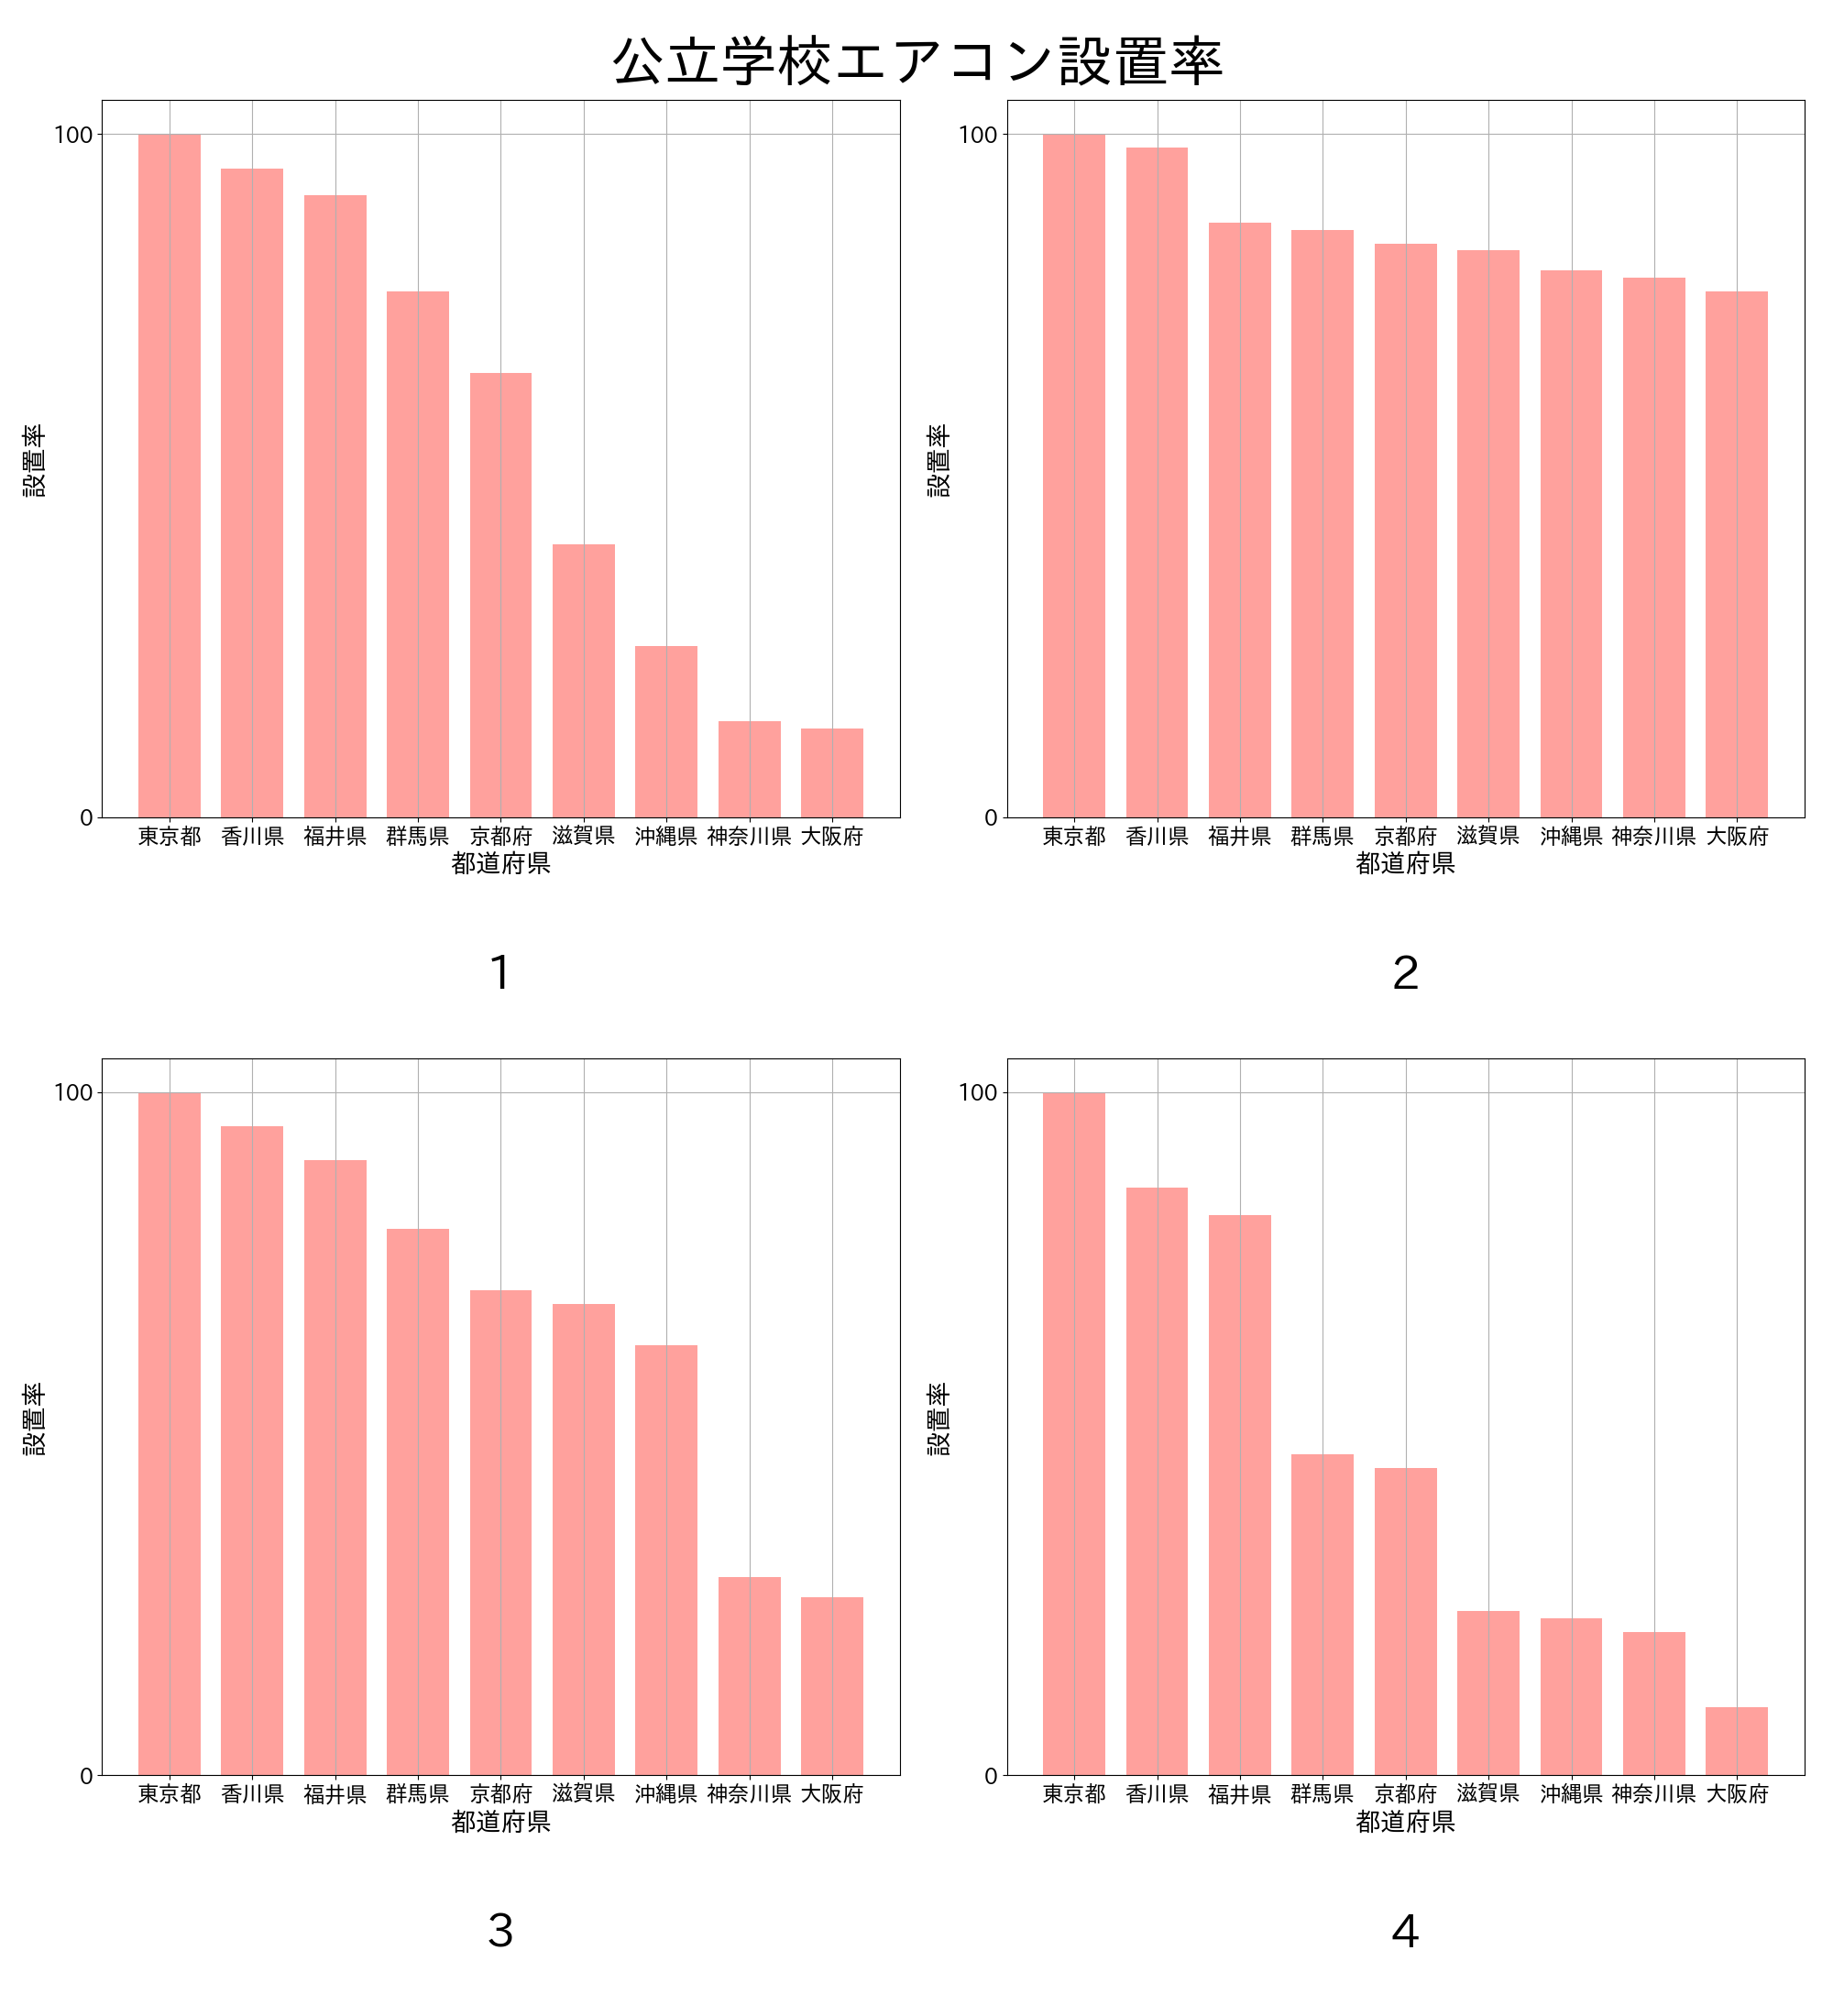 公立学校エアコン設置率
100
0
設置率
東京都 香川県 福井県 群馬県 京都府 滋賀県 沖縄県 神奈川県 大阪府
都道府県
1
100
0
設置率
東京都 香川県 福井県 群馬県 京都府 滋賀県 沖縄県 神奈川県 大阪府
都道府県
2
100
0
設置率
東京都 香川県 福井県 群馬県 京都府 滋賀県 沖縄県 神奈川県 大阪府
都道府県
3
100
0
設置率
東京都 香川県 福井県 群馬県 京都府 滋賀県 沖縄県 神奈川県 大阪府
都道府県
4